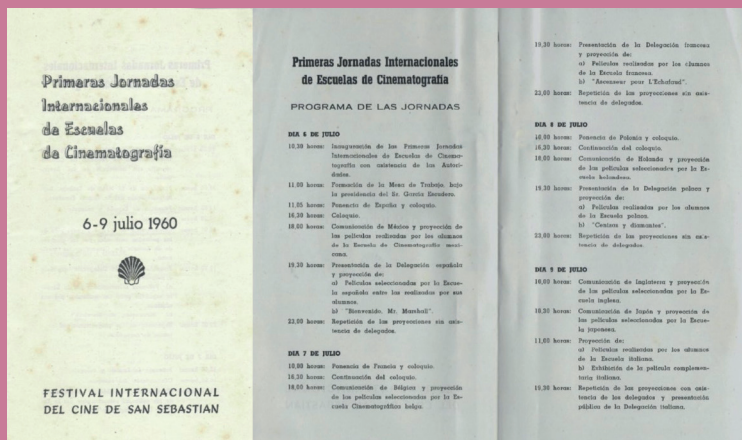 Primeras Jornadas
Internacionales
de Escuelas
de Cinematografía
6-9 julio 1960
FESTIVAL INTERNACIONAL
DEL CINE DE SAN SEBASTIAN
Primeras Jornadas Internacionales
de Escuelas de Cinematografía
PROGRAMA DE LAS JORNADAS
DIA 6 DE JULIO
10,30 horas: Inauguración de las Primeras Jornadas
Internacionales de Escuelas de Cinema-
tografía con asistencia de las Autori-
dades.
11,00 horas: Formación de la Mesa de Trabajo, bajo
la presidencia del Sr. García Escudero.
11,05 horas: Ponencia de España y coloquio.
16,30 horas: Coloquio.
18,00 horas: Comunicación de México y proyección de
las películas realizadas por los alumnos
de la Escuela de Cinematografía mexi-
cana.
19,30 horas: Presentación de la Delegación española
y proyección de:
a) Películas seleccionadas por la Escue-
la española entre las realizadas por sus
alumnos.
b) "Bienvenido, Mr. Marshall".
23,00 horas: Repetición de las proyecciones sin asis-
tencia de delegados.
DIA 7 DE JULIO
10,00 horas: Ponencia de Francia y coloquio.
16,30 horas: Continuación del coloquio.
18,00 horas: Comunicación de Bélgica y proyección
de las películas seleccionadas por la Es-
cuela Cinematográfica belga.
19,30 horas: Presentación de la Delegación francesa
y proyección de:
a) Películas realizadas por los alumnos
de la Escuela francesa.
b) "Ascenseur pour L'Echafaud".
23,00 horas: Repetición de las proyecciones sin asis-
tencia de delegados.
DIA 8 DE JULIO
10,00 horas: Ponencia de Polonia y coloquio.
16,30 horas: Continuación del coloquio.
18,00 horas: Comunicación de Holanda y proyección
de las películas seleccionadas por la Es-
cuela holandesa.
19,30 horas: Presentación de la Delegación polaca y
proyección de:
a) Películas realizadas por los alumnos
de la Escuela polaca.
b) "Cenizas y diamantes".
23,00 horas: Repetición de las proyecciones sin asis-
tencia de delegados.
DIA 9 DE JULIO
10,00 horas: Comunicación de Inglaterra y proyección
de las películas seleccionadas por la Es-
cuela inglesa.
10,30 horas: Comunicación de Japón y proyección de
las películas seleccionadas por la Escue-
la japonesa.
11,00 horas: Proyección de:
a) Películas realizadas por los alumnos
de la Escuela italiana.
b) Exhibición de la película complemen-
taria italiana.
horas: Repetición de las proyecciones con asis-
tencia de los delegados y presentación
pública de la Delegación italiana.